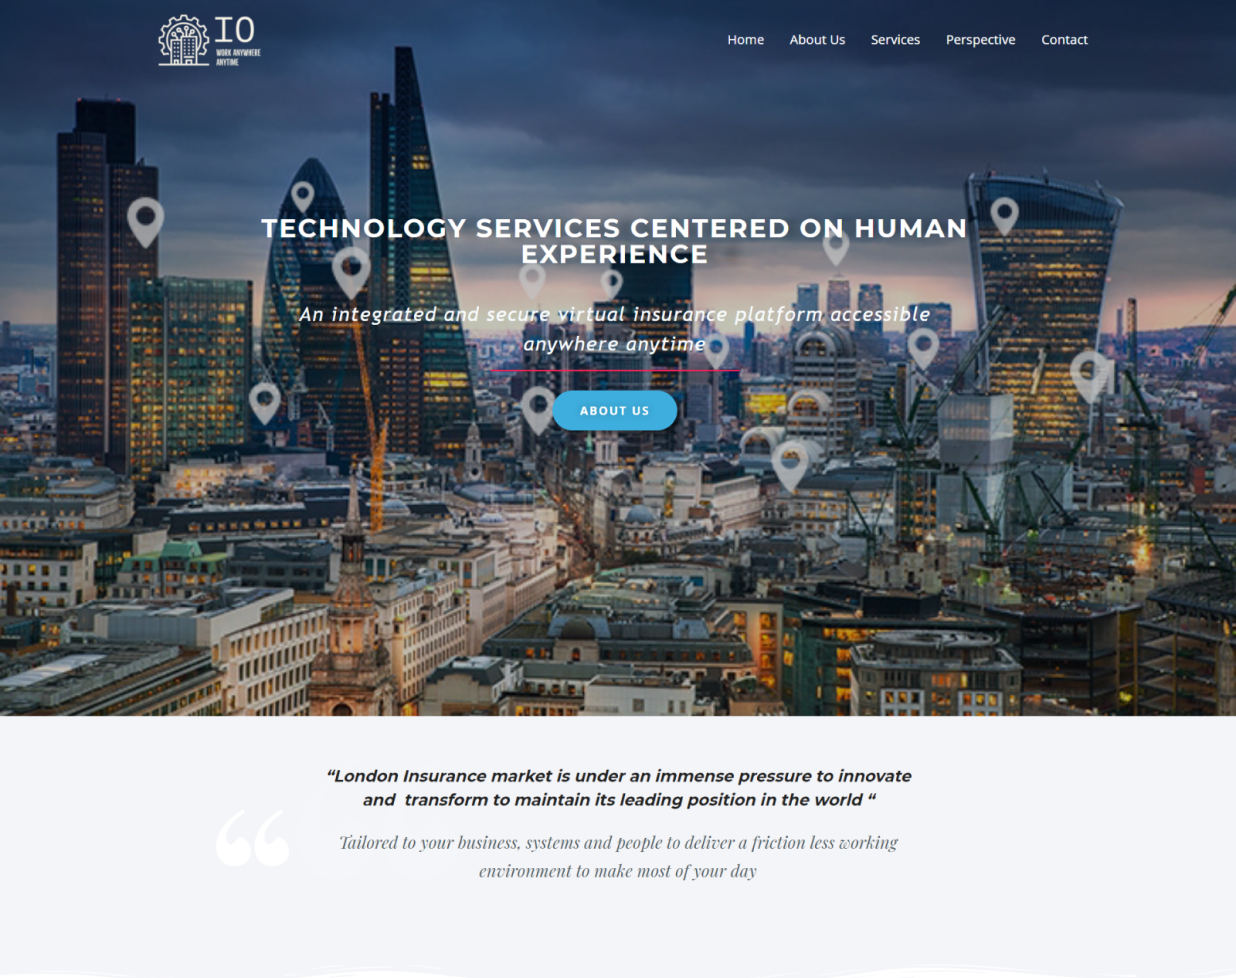 IO
WORK ANYWHERE
ANYTIME
Home About Us Services Perspective Contact
TECHNOLOGY SERVICES CENTERED ON HUMAN
EXPERIENCE
An integrated and secure virtual insurance platform accessible
anywhere anytime
ABOUT US
“London Insurance market is under an immense pressure to innovate
and  transform to maintain its leading position in the world “
Tailored to your business, systems and people to deliver a friction less working
environment to make most of your day